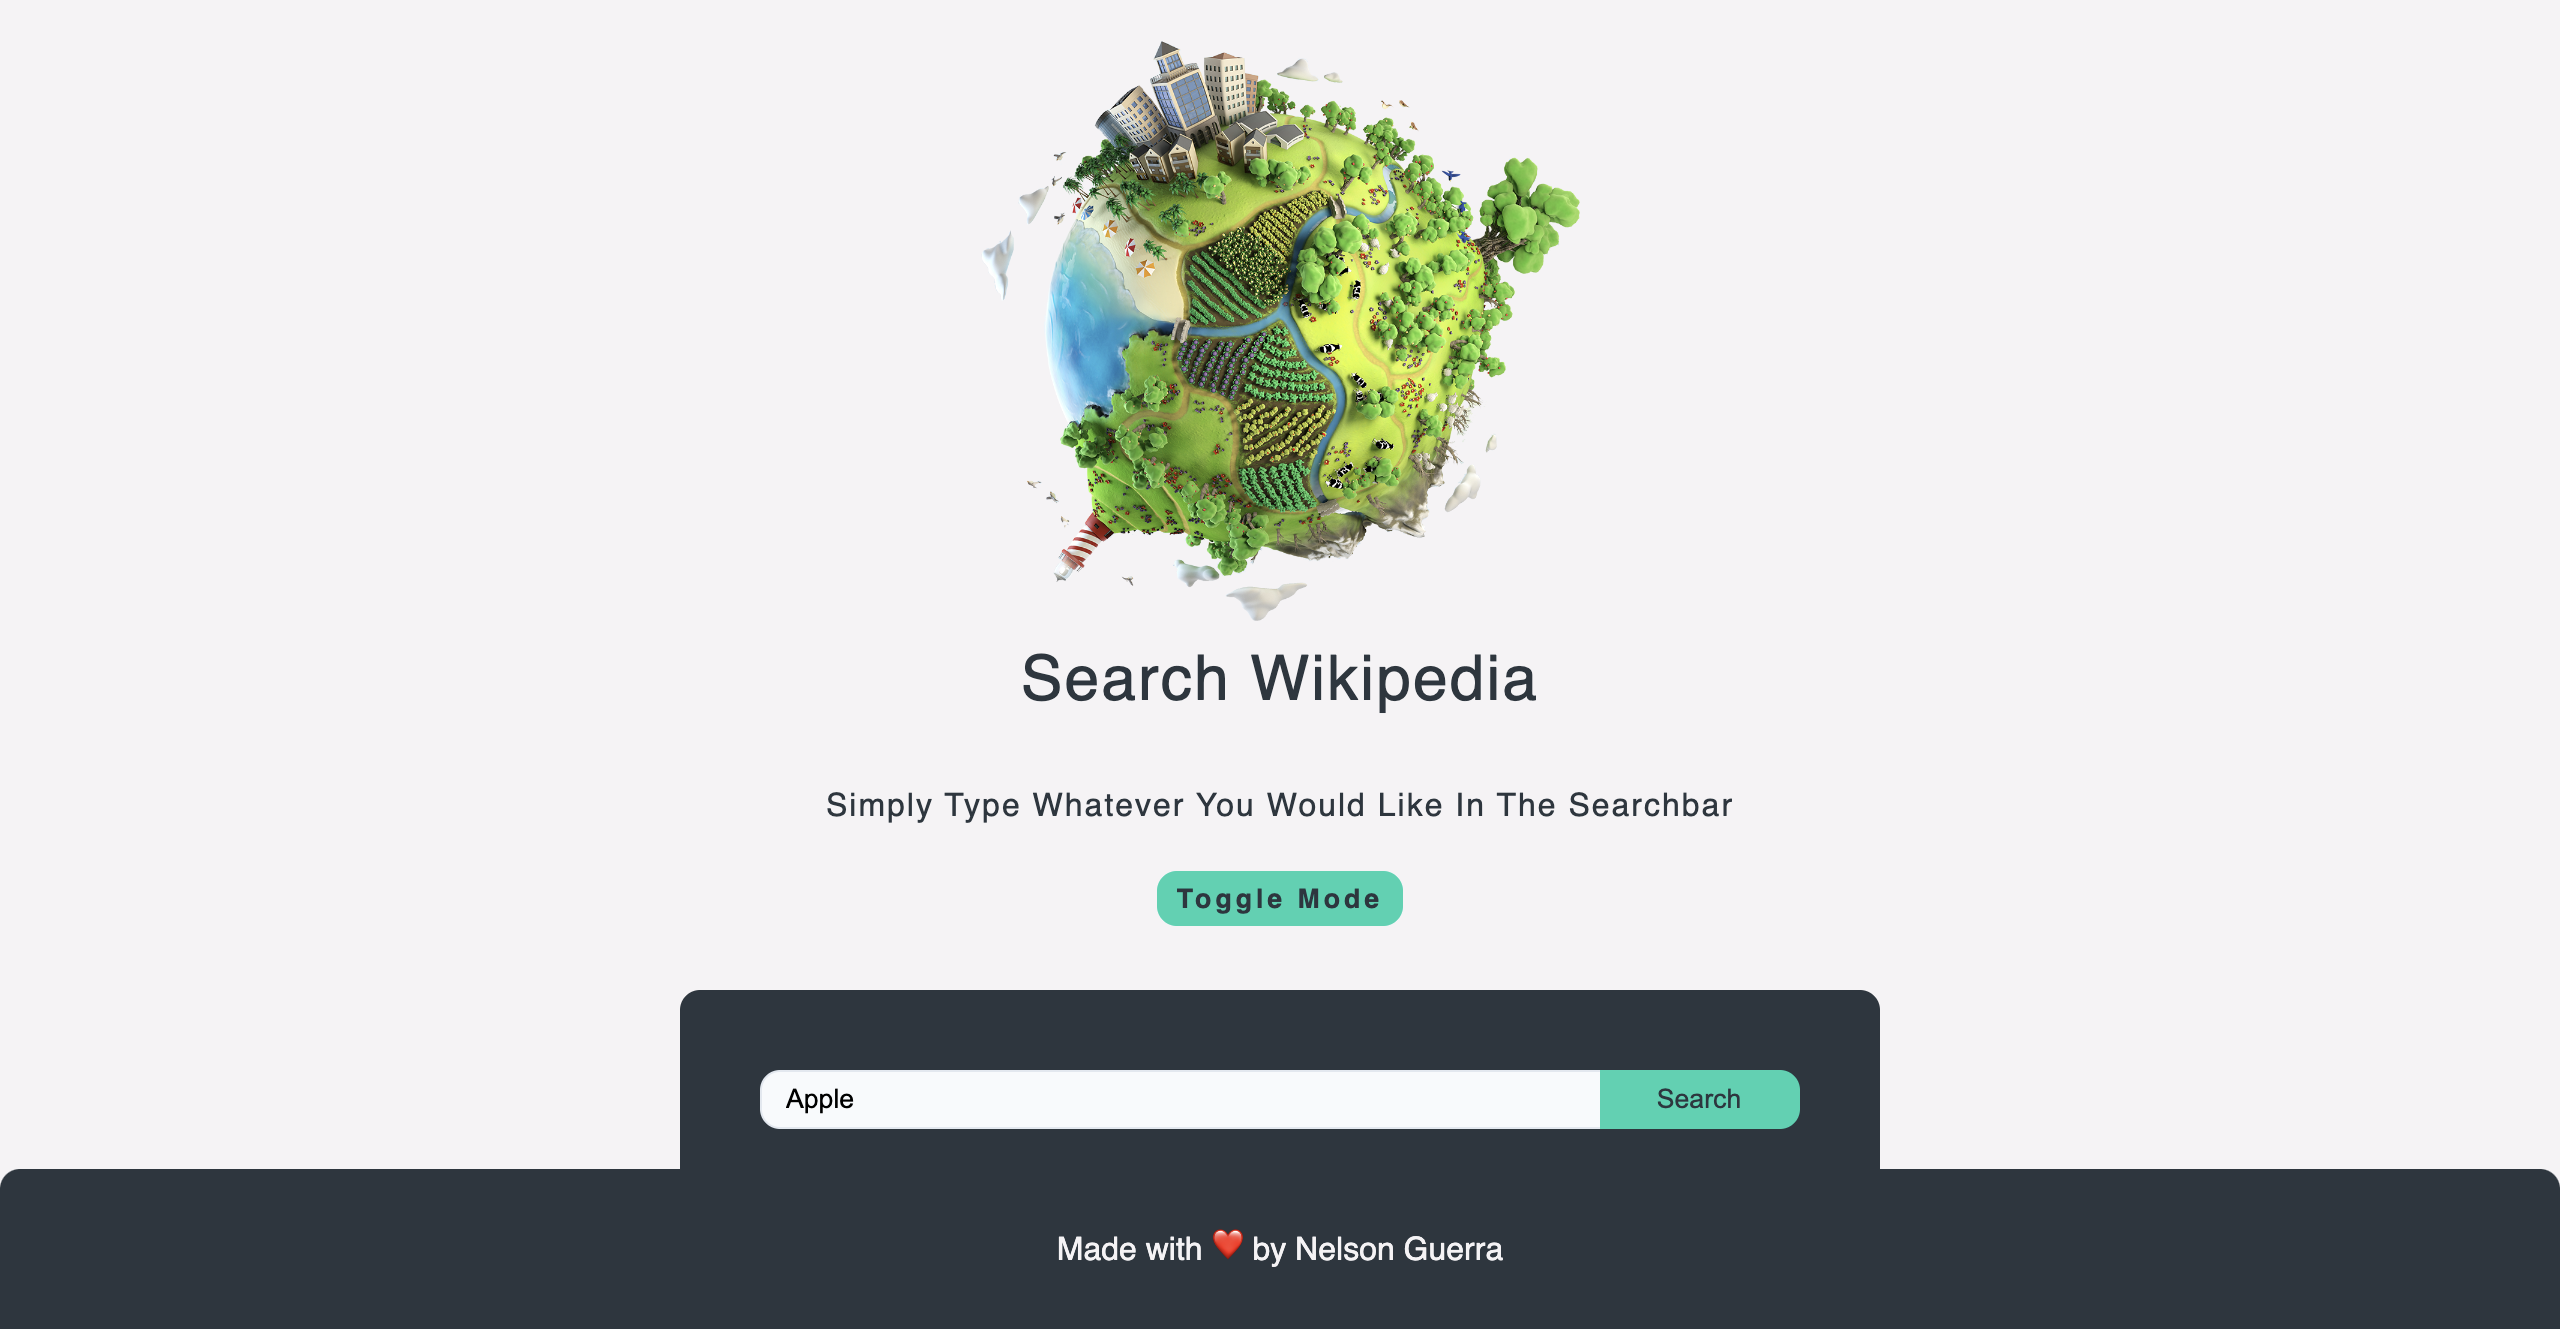 Search Wikipedia
Simply Type Whatever You Would Like In The Searchbar
Toggle Mode
Apple
Search
Made with ❤️ by Nelson Guerra